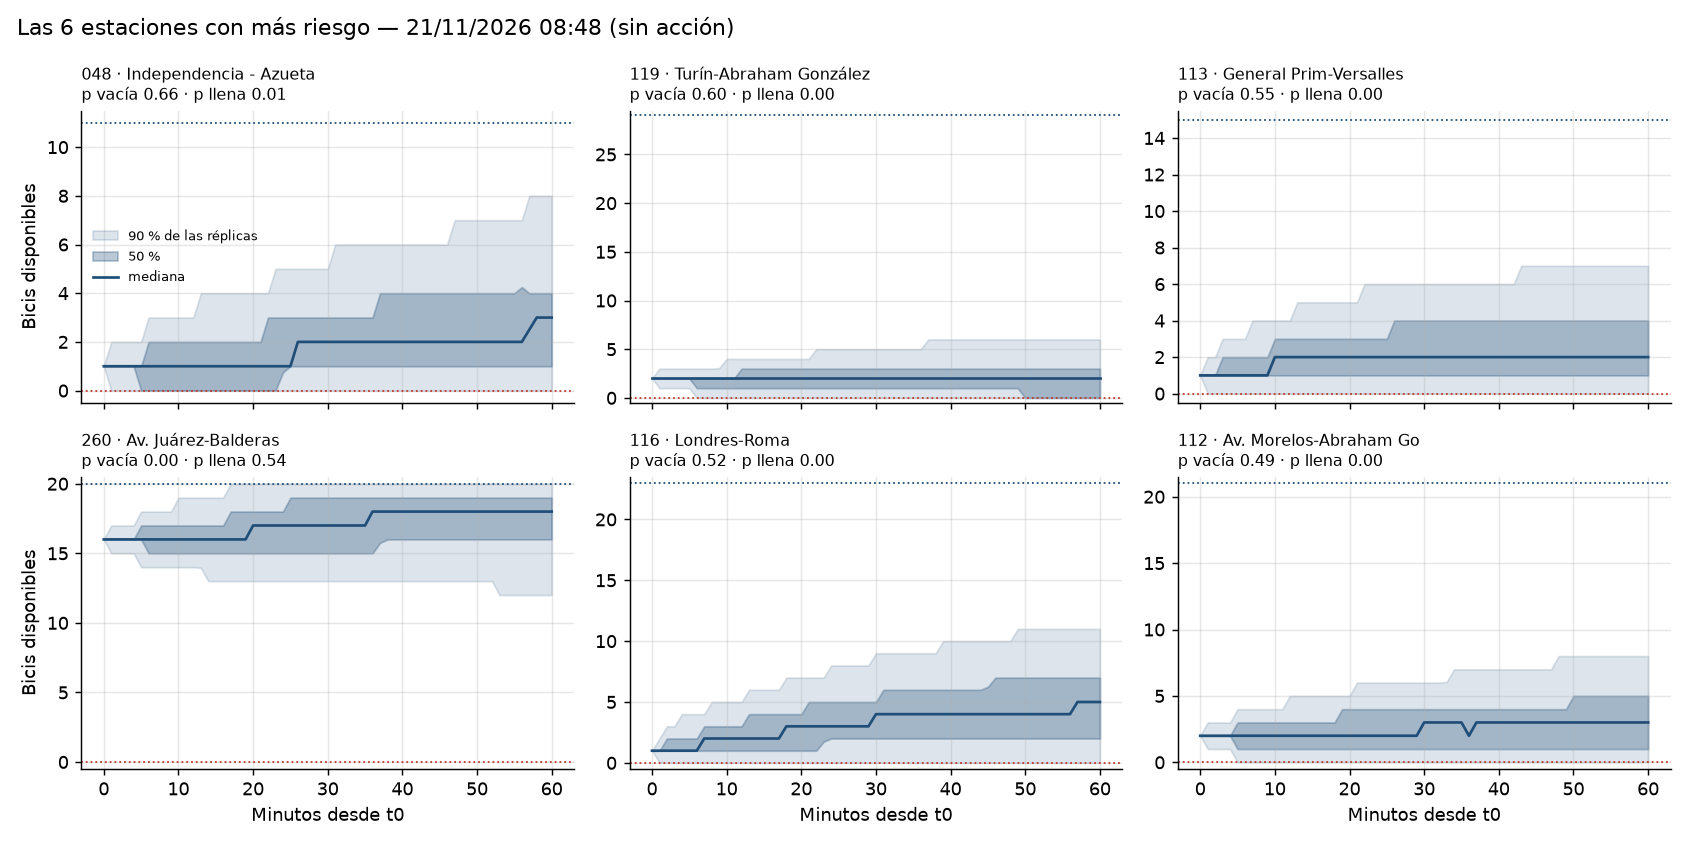 Las 6 estaciones con más riesgo — 21/11/2026 08:48 (sin acción)
048 · Independencia - Azueta
p vacía 0.66 · p llena 0.01
Bicis disponibles
10
8
6
4
2
0
90 % de las réplicas
50 %
mediana
119 · Turín-Abraham González
p vacía 0.60 · p llena 0.00
25
20
15
10
5
0
113 · General Prim-Versalles
p vacía 0.55 · p llena 0.00
14
12
10
8
6
4
2
0
260 · Av. Juárez-Balderas
p vacía 0.00 · p llena 0.54
Bicis disponibles
20
15
10
5
0
0 10 20 30 40 50 60
Minutos desde t0
116 · Londres-Roma
p vacía 0.52 · p llena 0.00
20
15
10
5
0
0 10 20 30 40 50 60
Minutos desde t0
112 · Av. Morelos-Abraham Go
p vacía 0.49 · p llena 0.00
20
15
10
5
0
0 10 20 30 40 50 60
Minutos desde t0